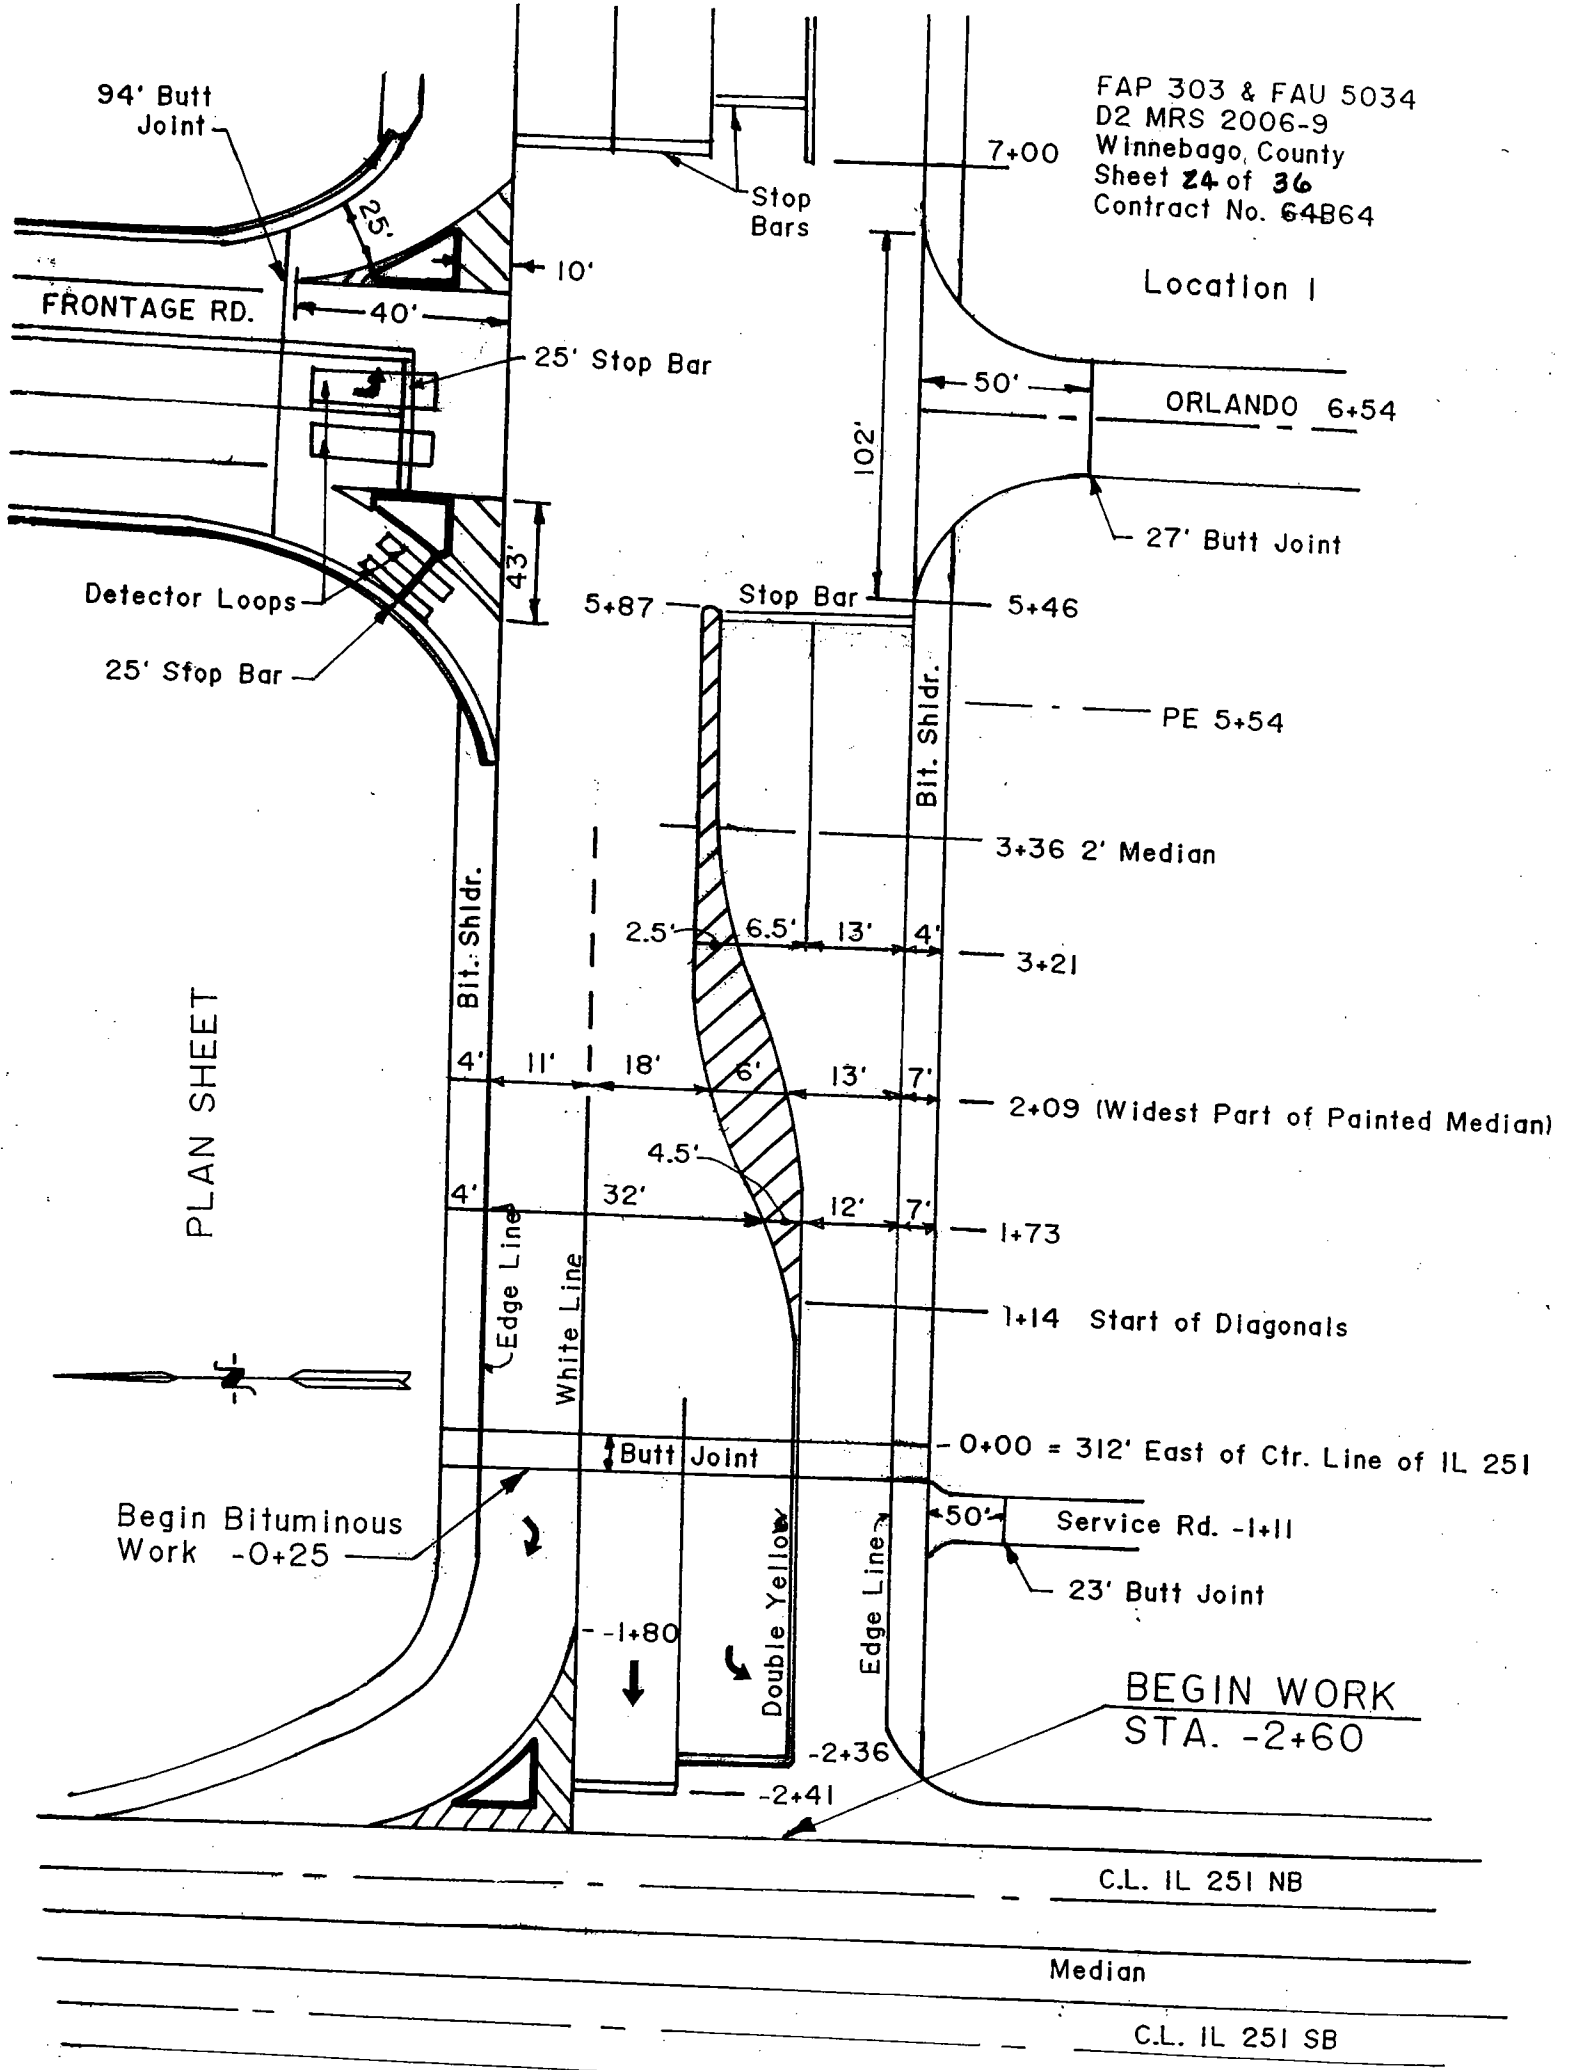 FAP 303 & FAU 5034
D2 MRS 2006-9
Winnebago County
Sheet 24 of 36
Contract No. 64B64
Location 1
94' Butt
Joint
7+00
Stop
Bars
25'
10'
FRONTAGE RD.
40'
25' Stop Bar
50'
ORLANDO 6+54
102'
27' Butt Joint
43'
Detector Loops
5+87
Stop Bar
5+46
25' Stop Bar
Bit. Shldr.
PE 5+54
3+36 2' Median
Bit. Shldr.
2.5'
6.5'
13'
4'
3+21
PLAN SHEET
4'
11'
18'
6'
13'
7'
2+09 (Widest Part of Painted Median)
4.5'
4'
32'
12'
7'
1+73
Edge Line
White Line
1+14 Start of Diagonals
Butt Joint
0+00 = 312' East of Ctr. Line of IL 251
Begin Bituminous
Work -0+25
50'
Service Rd. -1+11
23' Butt Joint
Double Yellow
Edge Line
-1+80
BEGIN WORK
STA. -2+60
-2+36
-2+41
C.L. IL 251 NB
Median
C.L. IL 251 SB